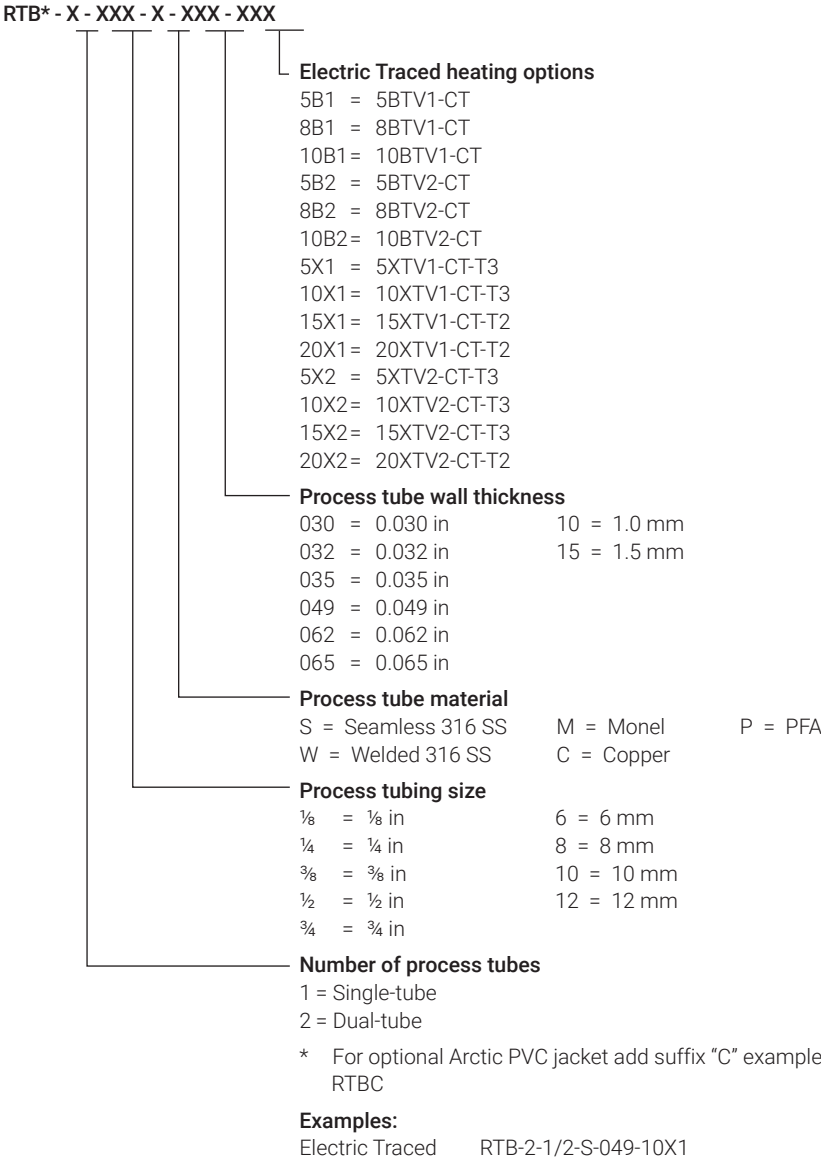 RTB* - X - XXX - X - XXX - XXX
Electric Traced heating options
5B1 = 5BTV1-CT
8B1 = 8BTV1-CT
10B1 = 10BTV1-CT
5B2 = 5BTV2-CT
8B2 = 8BTV2-CT
10B2 = 10BTV2-CT
5X1 = 5XTV1-CT-T3
10X1 = 10XTV1-CT-T3
15X1 = 15XTV1-CT-T2
20X1 = 20XTV1-CT-T2
5X2 = 5XTV2-CT-T3
10X2 = 10XTV2-CT-T3
15X2 = 15XTV2-CT-T3
20X2 = 20XTV2-CT-T2
Process tube wall thickness
030 = 0.030 in 10 = 1.0 mm
032 = 0.032 in 15 = 1.5 mm
035 = 0.035 in
049 = 0.049 in
062 = 0.062 in
065 = 0.065 in
Process tube material
S = Seamless 316 SS M = Monel P = PFA
W = Welded 316 SS C = Copper
Process tubing size
⅛ = ⅛ in 6 = 6 mm
¼ = ¼ in 8 = 8 mm
⅜ = ⅜ in 10 = 10 mm
½ = ½ in 12 = 12 mm
¾ = ¾ in
Number of process tubes
1 = Single-tube
2 = Dual-tube
* For optional Arctic PVC jacket add suffix “C” example
RTBC
Examples:
Electric Traced RTB-2-1/2-S-049-10X1